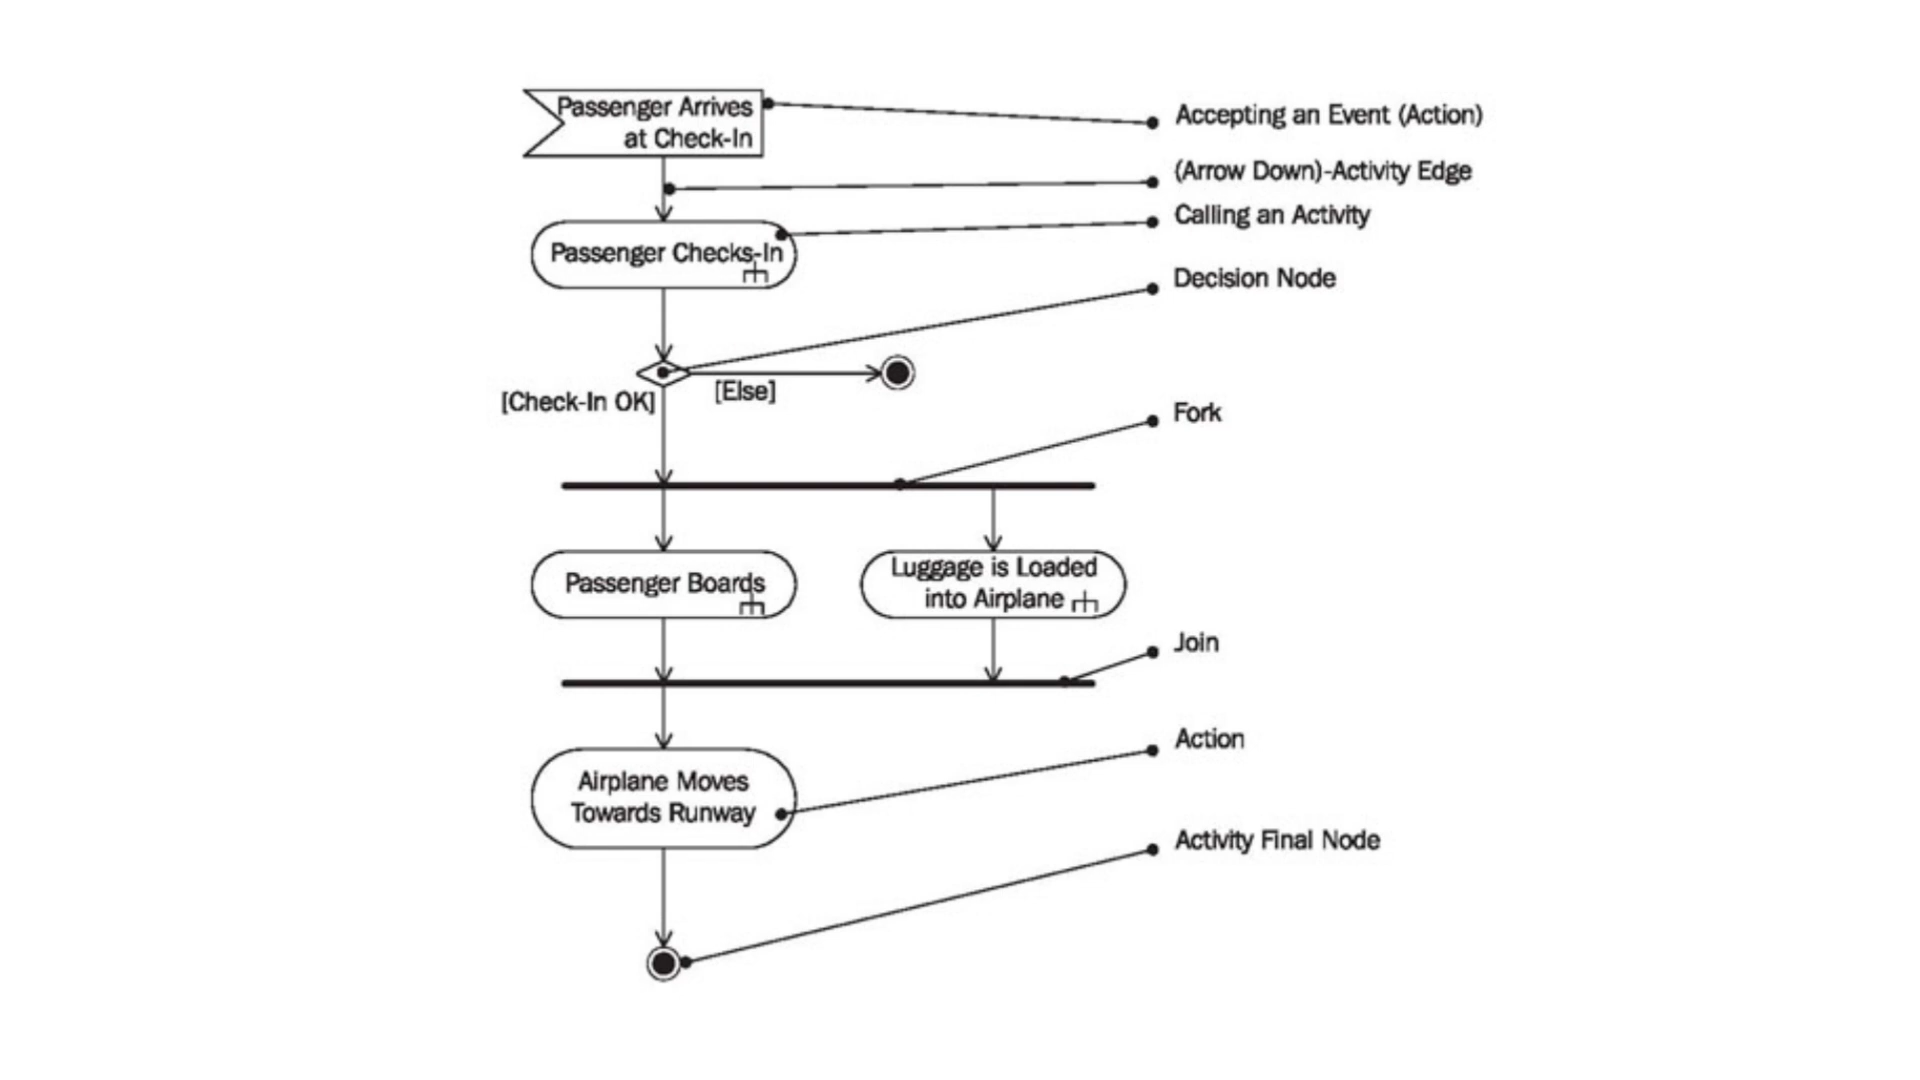 Passenger Arrives
at Check-In
Accepting an Event (Action)
(Arrow Down)-Activity Edge
Calling an Activity
Passenger Checks-In
Decision Node
[Check-In OK]
[Else]
Fork
Passenger Boards
Luggage is Loaded
into Airplane
Join
Action
Airplane Moves
Towards Runway
Activity Final Node